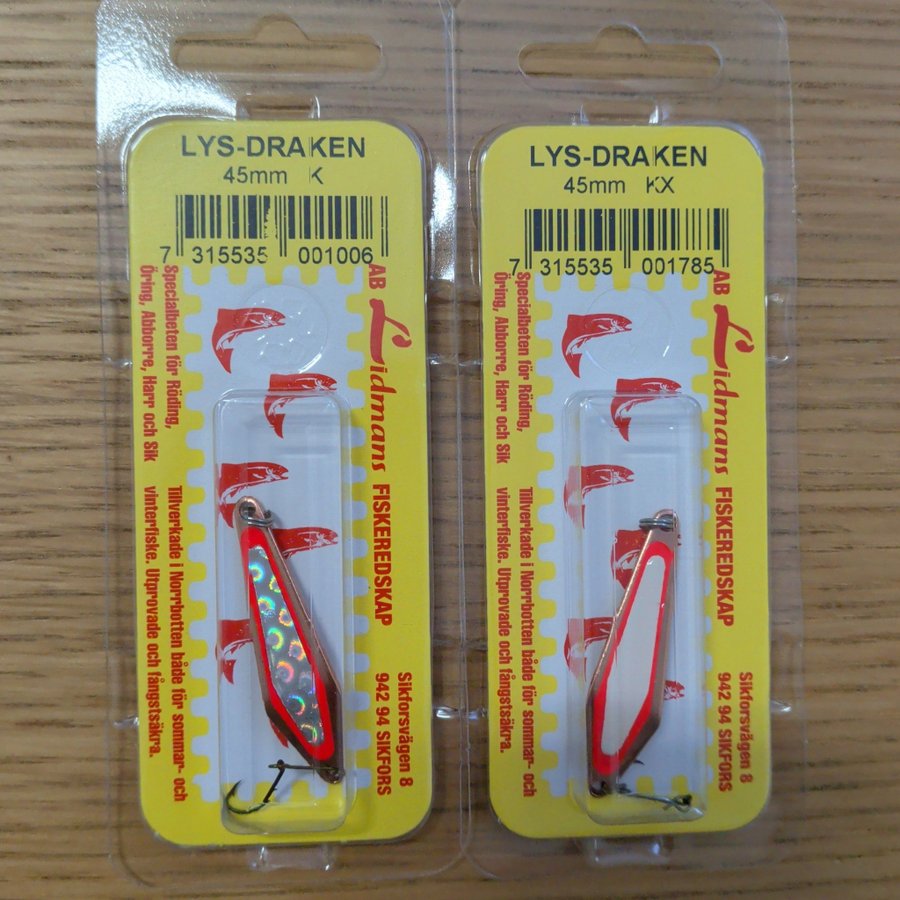 LYS-DRAKEN
45mm K
7 315535 001006
AB Lidmans FISKEREDSKAP
Specialbeten för Röding,
Öring, Abborre, Harr och Sik
Tillverkade i Norrbotten både för sommar- och
vinterfiske. Utprovade och fångstsäkra.
Sikforsvägen 8
942 94 SIKFORS
LYS-DRAKEN
45mm KX
7 315535 001785
AB Lidmans FISKEREDSKAP
Specialbeten för Röding,
Öring, Abborre, Harr och Sik
Tillverkade i Norrbotten både för sommar- och
vinterfiske. Utprovade och fångstsäkra.
Sikforsvägen 8
942 94 SIKFORS